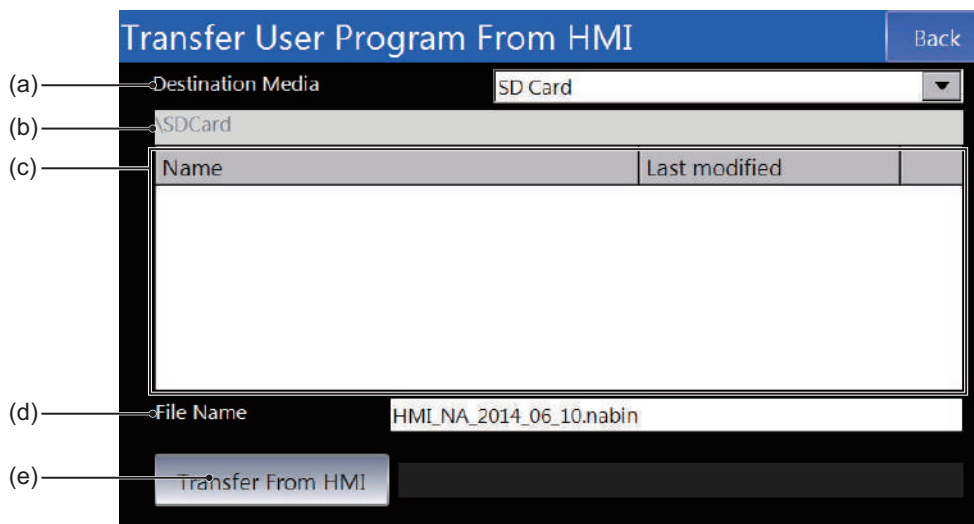 Transfer User Program From HMI Back
(a) Destination Media SD Card
(b) \SDCard
(c) Name Last modified
(d) File Name HMI_NA_2014_06_10.nabin
(e) Transfer From HMI